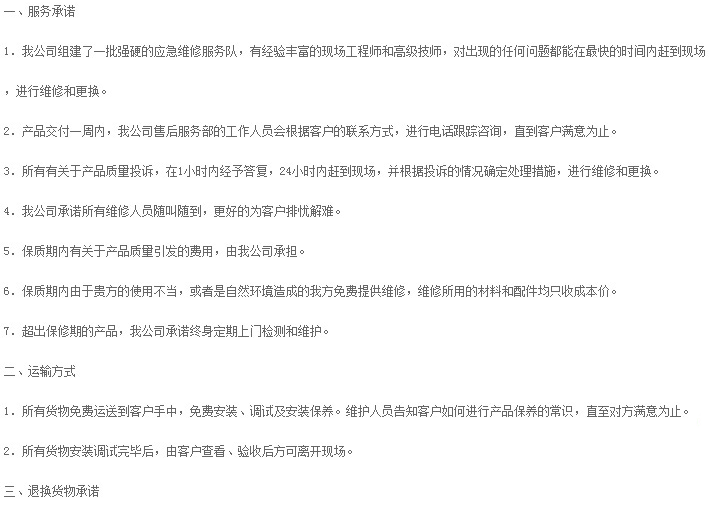 一、服务承诺
1．我公司组建了一批强硬的应急维修服务队，有经验丰富的现场工程师和高级技师，对出现的任何问题都能在最快的时间内赶到现场
，进行维修和更换。
2．产品交付一周内，我公司售后服务部的工作人员会根据客户的联系方式，进行电话跟踪咨询，直到客户满意为止。
3．所有有关于产品质量投诉，在1小时内经予答复，24小时内赶到现场，并根据投诉的情况确定处理措施，进行维修和更换。
4．我公司承诺所有维修人员随叫随到，更好的为客户排忧解难。
5．保质期内有关于产品质量引发的费用，由我公司承担。
6．保质期内由于贵方的使用不当，或者是自然环境造成的我方免费提供维修，维修所用的材料和配件均只收成本价。
7．超出保修期的产品，我公司承诺终身定期上门检测和维护。
二、运输方式
1．所有货物免费运送到客户手中，免费安装、调试及安装保养。维护人员告知客户如何进行产品保养的常识，直至对方满意为止。
2．所有货物安装调试完毕后，由客户查看、验收后方可离开现场。
三、退换货物承诺